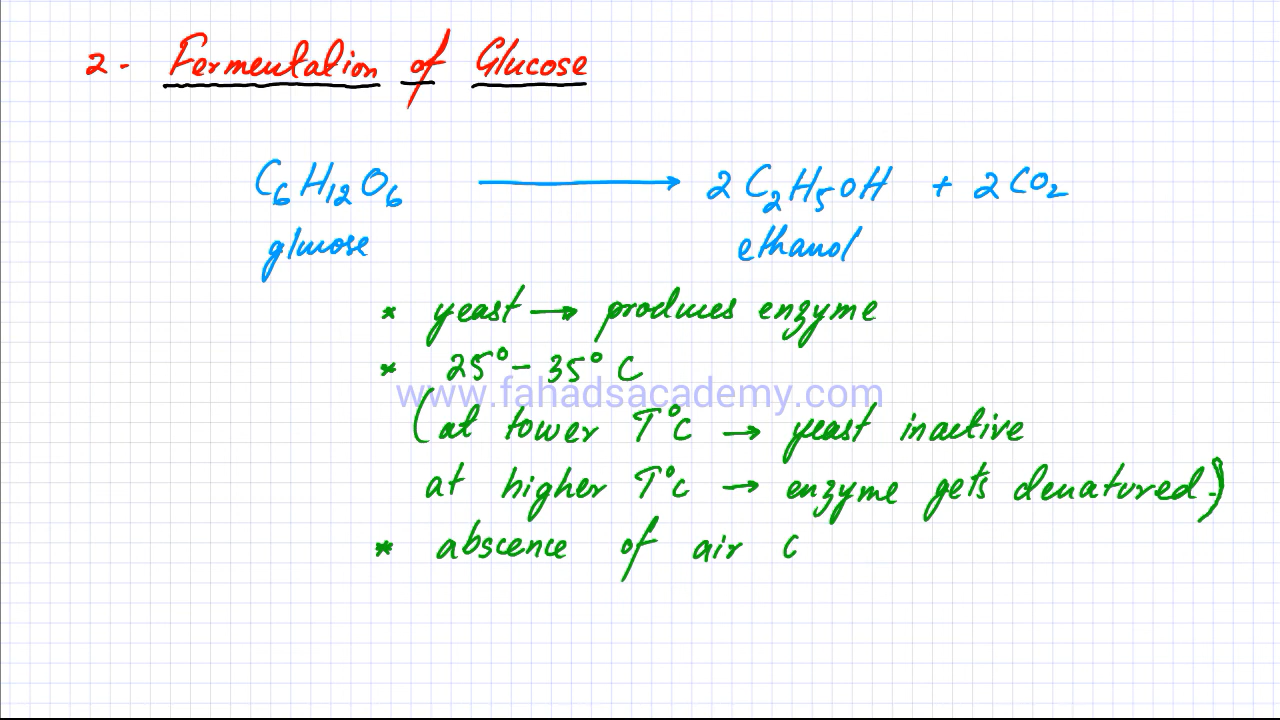 2- Fermentation of Glucose
C₆H₁₂O₆ ⟶ 2C₂H₅OH + 2CO₂
glucose ethanol
* yeast → produces enzyme
* 25° - 35° C
www.fahadsacademy.com
(at lower T°C → yeast inactive
at higher T°C → enzyme gets denatured.)
* abscence of air (